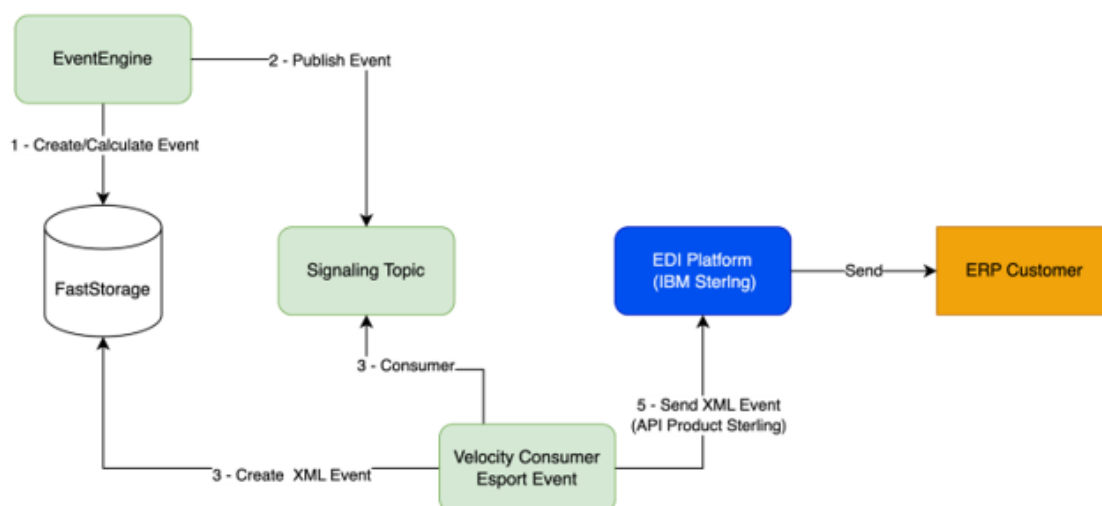 EventEngine
2 - Publish Event
1 - Create/Calculate Event
FastStorage
Signaling Topic
EDI Platform
(IBM Sterlng)
Send
ERP Customer
3 - Consumer
5 - Send XML Event
(API Product Sterling)
Velocity Consumer
Esport Event
3 - Create  XML Event